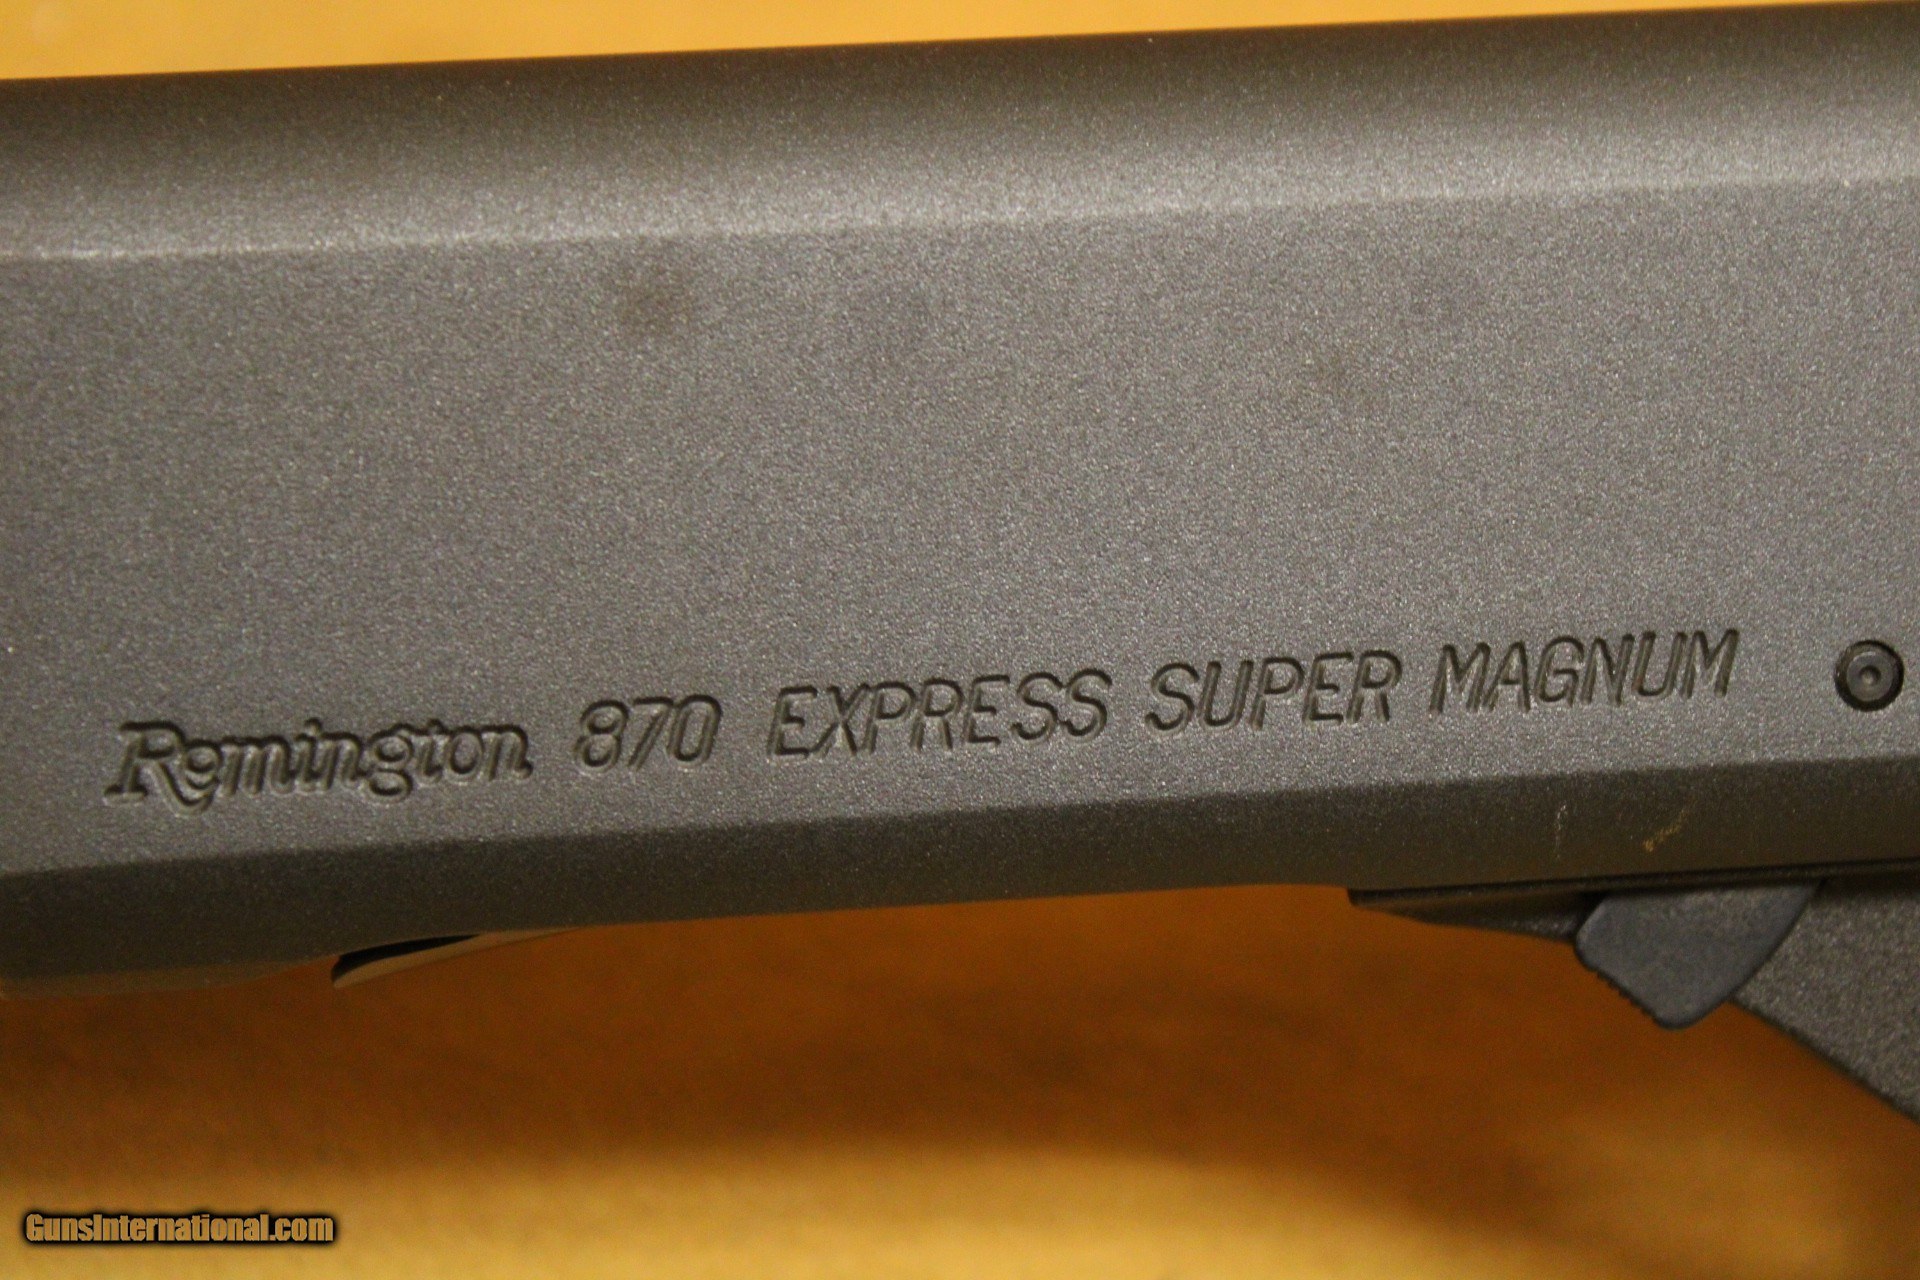 Remington 870 EXPRESS SUPER MAGNUM
GunsInternational.com